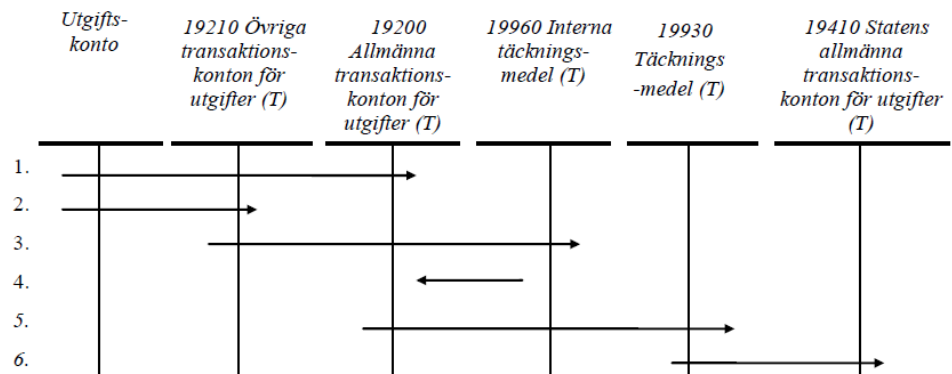 Utgifts-
konto
19210 Övriga
transaktions-
konton för
utgifter (T)
19200
Allmänna
transaktions-
konton för
utgifter (T)
19960 Interna
täcknings-
medel (T)
19930
Täcknings
-medel (T)
19410 Statens
allmänna
transaktions-
konton för utgifter
(T)
1.
2.
3.
4.
5.
6.